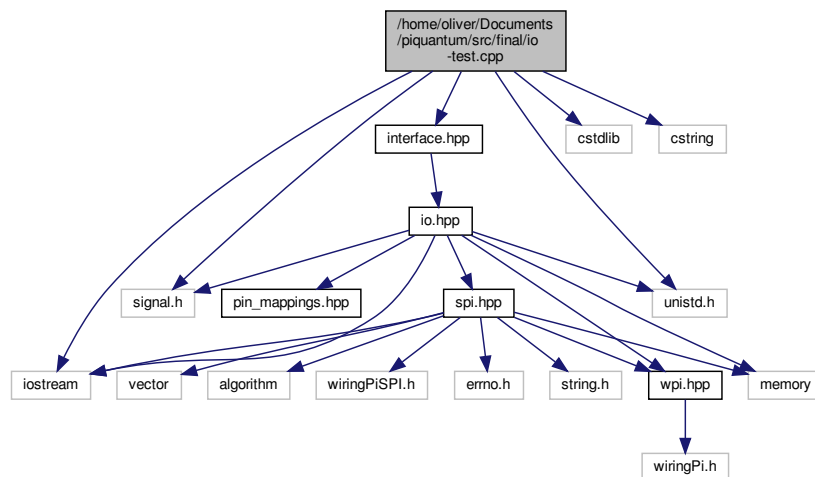 /home/oliver/Documents
/piquantum/src/final/io
-test.cpp
interface.hpp
cstdlib
cstring
io.hpp
signal.h
pin_mappings.hpp
spi.hpp
unistd.h
iostream
vector
algorithm
wiringPiSPI.h
errno.h
string.h
wpi.hpp
memory
wiringPi.h